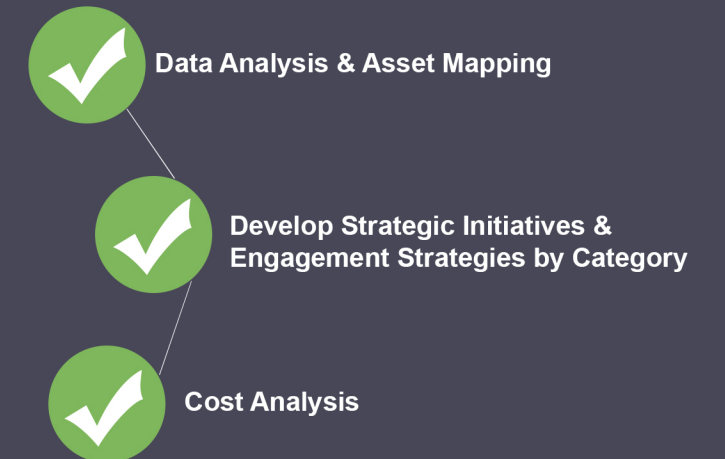 Data Analysis & Asset Mapping
Develop Strategic Initiatives &
Engagement Strategies by Category
Cost Analysis